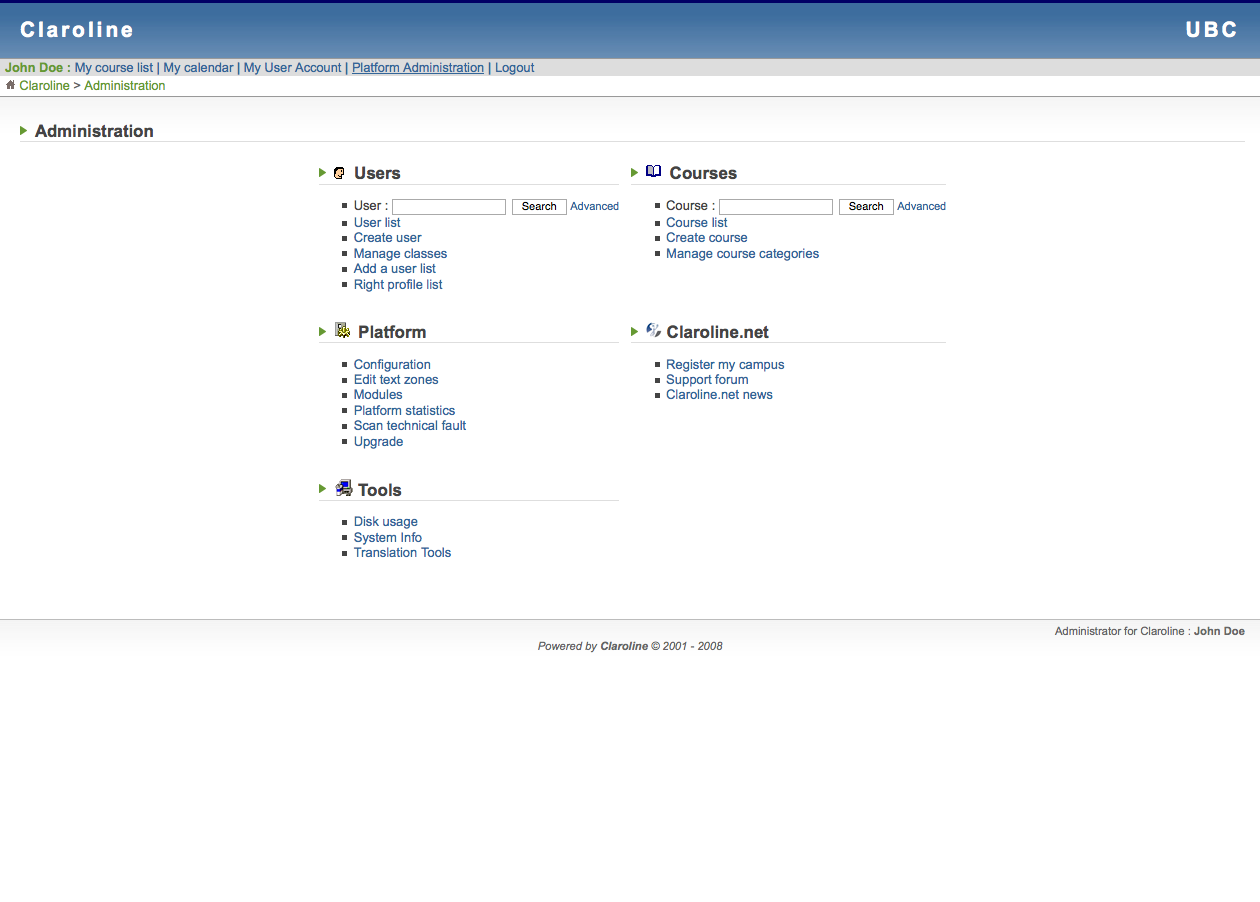 Claroline
UBC
John Doe : My course list | My calendar | My User Account | Platform Administration | Logout
Claroline > Administration
Administration
Users
User : Search Advanced
User list
Create user
Manage classes
Add a user list
Right profile list
Courses
Course : Search Advanced
Course list
Create course
Manage course categories
Platform
Configuration
Edit text zones
Modules
Platform statistics
Scan technical fault
Upgrade
Claroline.net
Register my campus
Support forum
Claroline.net news
Tools
Disk usage
System Info
Translation Tools
Administrator for Claroline : John Doe
Powered by Claroline © 2001 - 2008